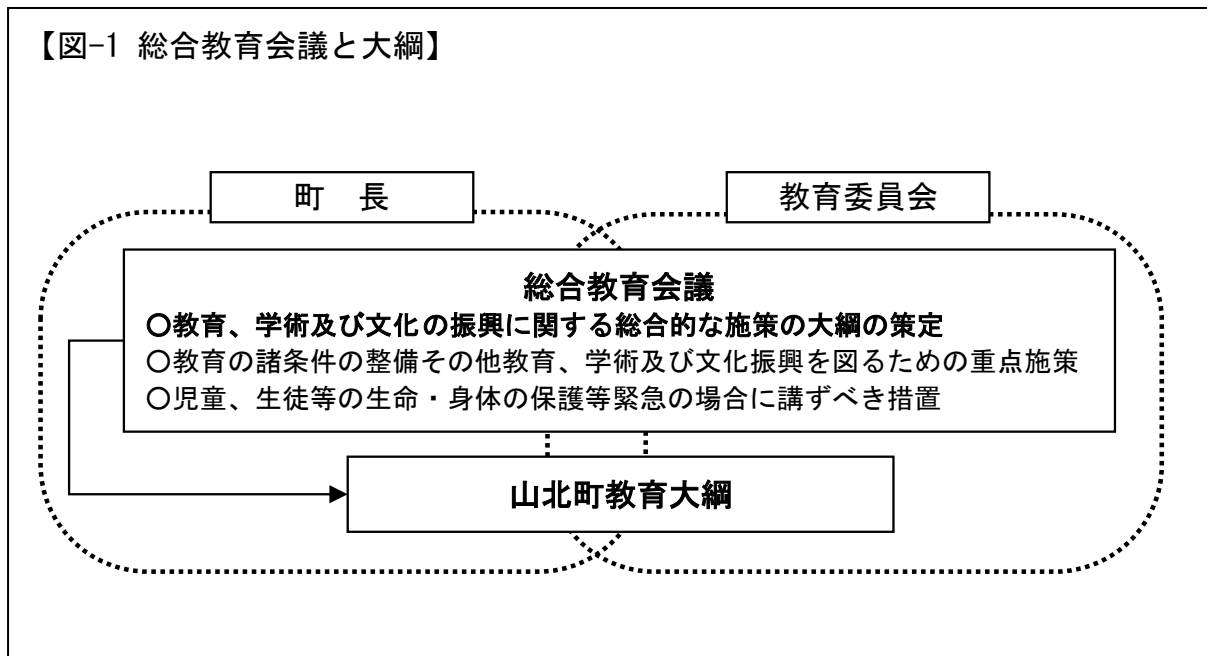 【図-1 総合教育会議と大綱】
町　長
教育委員会
総合教育会議
○教育、学術及び文化の振興に関する総合的な施策の大綱の策定
○教育の諸条件の整備その他教育、学術及び文化振興を図るための重点施策
○児童、生徒等の生命・身体の保護等緊急の場合に講ずべき措置
山北町教育大綱